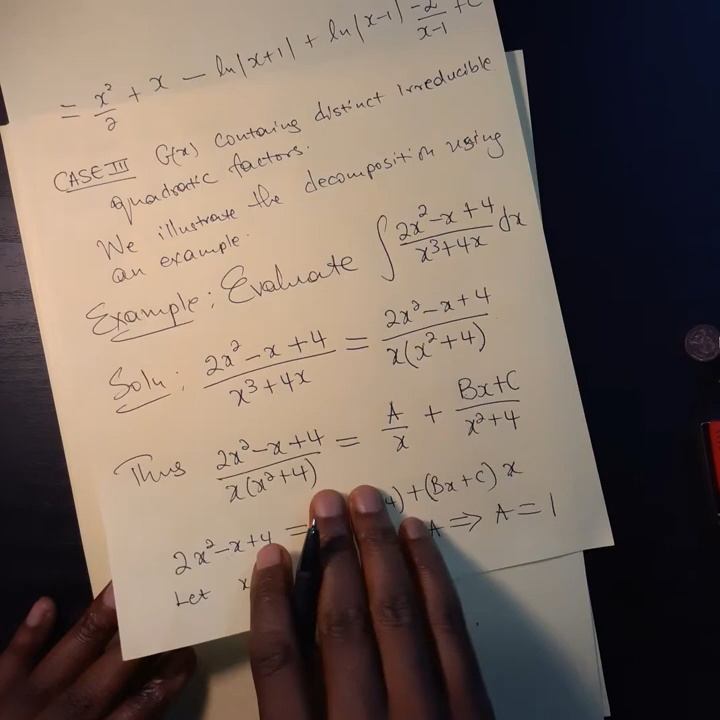 = x²/2 + x - ln|x+1| + ln|x-1| - 2/(x-1) + C
CASE III G(x) contains distinct irreducible
quadratic factors.
We illustrate the decomposition using
an example.
Example: Evaluate ∫ (2x²-x+4)/(x³+4x) dx
Soln: (2x²-x+4)/(x³+4x) = (2x²-x+4)/(x(x²+4))
Thus (2x²-x+4)/(x(x²+4)) = A/x + (Bx+C)/(x²+4)
2x²-x+4 = 4)+(Bx+C)x
Let x A ⇒ A=1